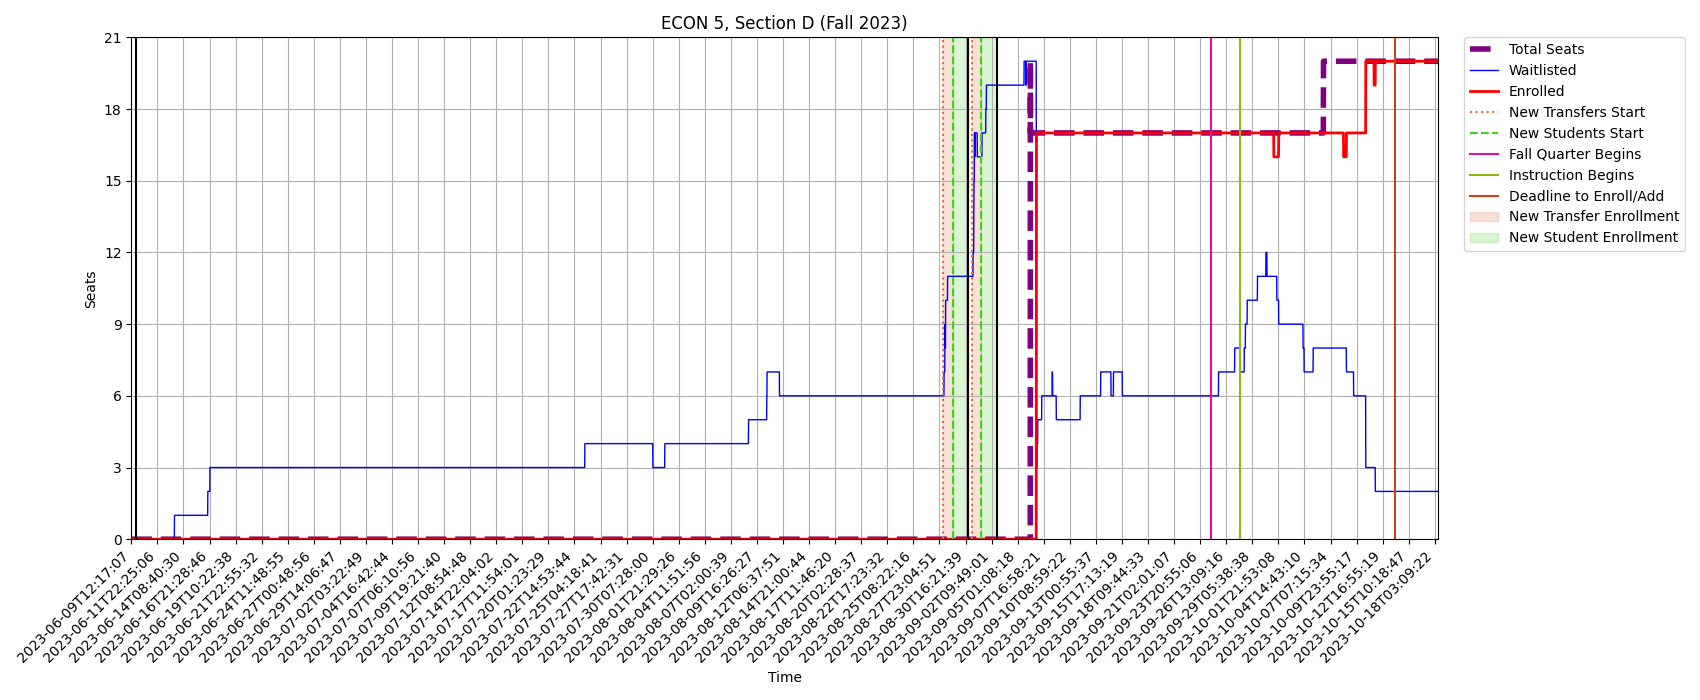 ECON 5, Section D (Fall 2023)
21
18
15
12
9
6
3
0
Seats
2023-06-09T12:17:07
2023-06-11T22:25:06
2023-06-14T08:40:30
2023-06-16T21:28:46
2023-06-19T10:22:38
2023-06-21T22:55:32
2023-06-24T11:48:55
2023-06-27T00:48:56
2023-06-29T14:06:47
2023-07-02T03:22:49
2023-07-04T16:42:44
2023-07-07T06:10:56
2023-07-09T19:21:40
2023-07-12T08:54:48
2023-07-14T22:04:02
2023-07-17T11:54:01
2023-07-20T01:23:29
2023-07-22T14:53:44
2023-07-25T04:18:41
2023-07-27T17:42:31
2023-07-30T07:28:00
2023-08-01T21:29:26
2023-08-04T11:51:56
2023-08-07T02:00:39
2023-08-09T16:26:27
2023-08-12T06:37:51
2023-08-14T21:00:44
2023-08-17T11:46:20
2023-08-20T02:28:37
2023-08-22T17:23:32
2023-08-25T08:22:16
2023-08-27T23:04:51
2023-08-30T16:21:39
2023-09-02T09:49:01
2023-09-05T01:08:18
2023-09-07T16:58:21
2023-09-10T08:59:22
2023-09-13T00:55:37
2023-09-15T17:13:19
2023-09-18T09:44:33
2023-09-21T02:01:07
2023-09-23T20:55:06
2023-09-26T13:09:16
2023-09-29T05:38:38
2023-10-01T21:53:08
2023-10-04T14:43:10
2023-10-07T07:15:34
2023-10-09T23:55:17
2023-10-12T16:55:19
2023-10-15T10:18:47
2023-10-18T03:09:22
Time
Total Seats
Waitlisted
Enrolled
New Transfers Start
New Students Start
Fall Quarter Begins
Instruction Begins
Deadline to Enroll/Add
New Transfer Enrollment
New Student Enrollment